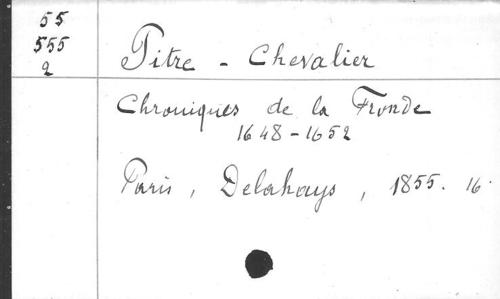 55
555
2
Pitre - Chevalier
Chroniques de la Fronde
1648-1652
Paris, Delahays, 1855. 16.